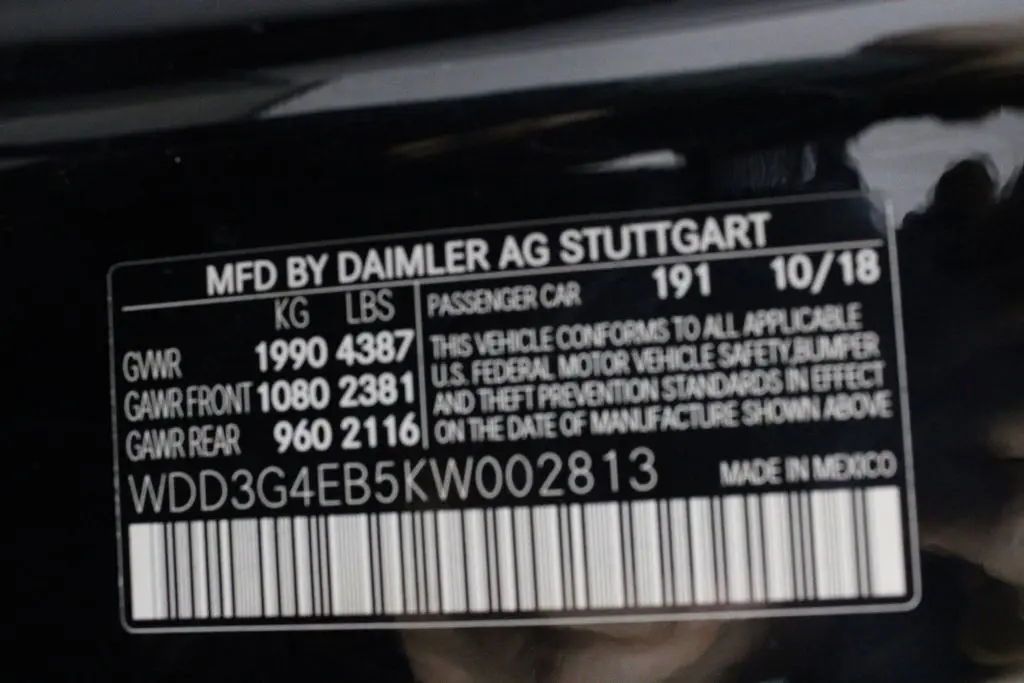 MFD BY DAIMLER AG STUTTGART
KG LBS
GVWR 1990 4387
GAWR FRONT 1080 2381
GAWR REAR 960 2116
PASSENGER CAR 191 10/18
THIS VEHICLE CONFORMS TO ALL APPLICABLE
U.S. FEDERAL MOTOR VEHICLE SAFETY,BUMPER
AND THEFT PREVENTION STANDARDS IN EFFECT
ON THE DATE OF MANUFACTURE SHOWN ABOVE
WDD3G4EB5KW002813 MADE IN MEXICO